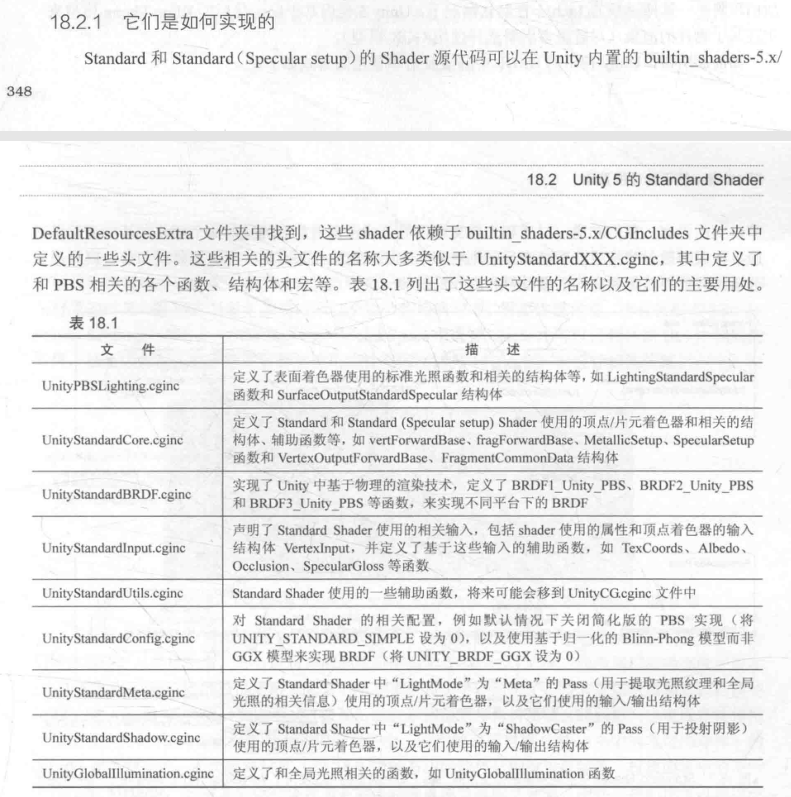 18.2.1 它们是如何实现的
Standard 和 Standard（Specular setup）的 Shader 源代码可以在 Unity 内置的 builtin_shaders-5.x/
348
18.2 Unity 5 的 Standard Shader
DefaultResourcesExtra 文件夹中找到，这些 shader 依赖于 builtin_shaders-5.x/CGIncludes 文件夹中
定义的一些头文件。这些相关的头文件的名称大多类似于 UnityStandardXXX.cginc，其中定义了
和 PBS 相关的各个函数、结构体和宏等。表 18.1 列出了这些头文件的名称以及它们的主要用处。
表 18.1
文 件 描 述
UnityPBSLighting.cginc
定义了表面着色器使用的标准光照函数和相关的结构体等，如 LightingStandardSpecular
函数和 SurfaceOutputStandardSpecular 结构体
UnityStandardCore.cginc
定义了 Standard 和 Standard (Specular setup) Shader 使用的顶点/片元着色器和相关的结
构体、辅助函数等，如 vertForwardBase、fragForwardBase、MetallicSetup、SpecularSetup
函数和 VertexOutputForwardBase、FragmentCommonData 结构体
UnityStandardBRDF.cginc
实现了 Unity 中基于物理的渲染技术，定义了 BRDF1_Unity_PBS、BRDF2_Unity_PBS
和 BRDF3_Unity_PBS 等函数，来实现不同平台下的 BRDF
UnityStandardInput.cginc
声明了 Standard Shader 使用的相关输入，包括 shader 使用的属性和顶点着色器的输入
结构体 VertexInput，并定义了基于这些输入的辅助函数，如 TexCoords、Albedo、
Occlusion、SpecularGloss 等函数
UnityStandardUtils.cginc
Standard Shader 使用的一些辅助函数，将来可能会移到 UnityCG.cginc 文件中
UnityStandardConfig.cginc
对 Standard Shader 的相关配置，例如默认情况下关闭简化版的 PBS 实现（将
UNITY_STANDARD_SIMPLE 设为 0），以及使用基于归一化的 Blinn-Phong 模型而非
GGX 模型来实现 BRDF（将 UNITY_BRDF_GGX 设为 0）
UnityStandardMeta.cginc
定义了 Standard Shader 中“LightMode”为“Meta”的 Pass（用于提取光照纹理和全局
光照的相关信息）使用的顶点/片元着色器，以及它们使用的输入/输出结构体
UnityStandardShadow.cginc
定义了 Standard Shader 中“LightMode”为“ShadowCaster”的 Pass（用于投射阴影）
使用的顶点/片元着色器，以及它们使用的输入/输出结构体
UnityGlobalIllumination.cginc
定义了和全局光照相关的函数，如 UnityGlobalIllumination 函数